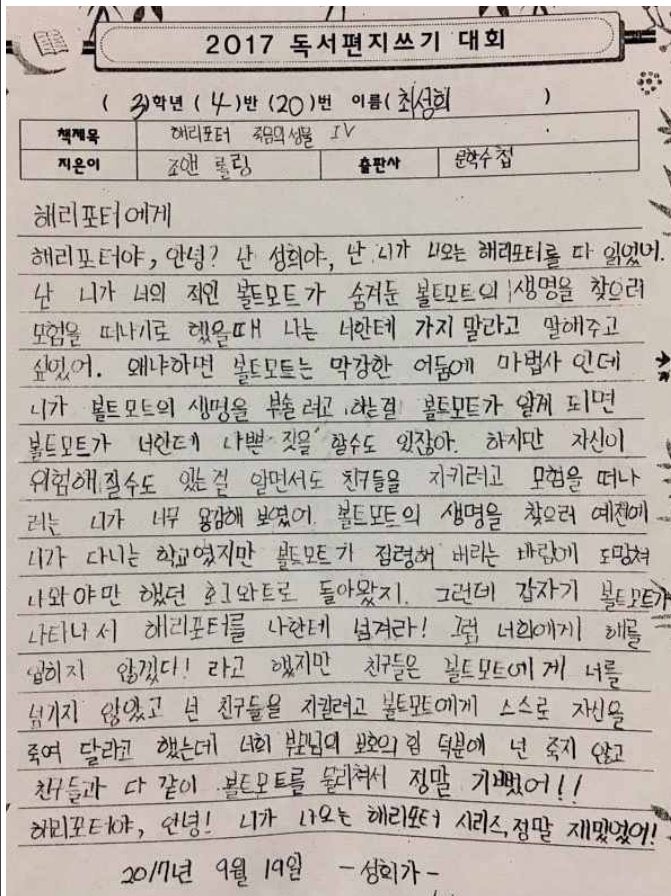 2017 독서편지쓰기 대회
( 3)학년 ( 4 )반 (20)번 이름( 최성희 )
책제목 해리포터 죽음의성물 IV
지은이 조앤 롤링 출판사 문학수첩
해리포터에게
해리포터야, 안녕? 난 성희야, 난 니가 나오는 해리포터를 다 읽었어.
난 니가 너의 적인 볼트모트가 숨겨둔 볼트모트의 생명을 찾으러
모험을 떠나기로 했을때 나는 너한테 가지 말라고 말해주고
싶었어. 왜냐하면 볼트모트는 막강한 어둠에 마법사 인데
니가 볼트모트의 생명을 부술려고 하는걸 볼트모트가 알게 되면
볼트모트가 너한테 나쁜 짓을 할수도 있잖아. 하지만 자신이
위험해 질수도 있는걸 알면서도 친구들을 지키려고 모험을 떠나
려는 니가 너무 용감해 보였어. 볼트모트의 생명을 찾으러 예전에
니가 다니는 학교였지만 볼트모트가 점령해 버리는 바람에 도망쳐
나와야만 했던 호그와트로 돌아왔지. 그런데 갑자기 볼트모트가
나타나서 해리포터를 나한테 넘겨라! 그럼 너희에게 해를
입히지 않겠다! 라고 했지만 친구들은 볼트모트에게 너를
넘기지 않았고 넌 친구들을 지킬려고 볼트모트에게 스스로 자신을
죽여 달라고 했는데 너희 부모님의 보호의 힘 덕분에 넌 죽지 않고
친구들과 다 같이 볼트모트를 물리쳐서 정말 기뻤어!!
해리포터야, 안녕! 니가 나오는 해리포터 시리즈, 정말 재밌었어!
2017년 9월 19일 -성희가-